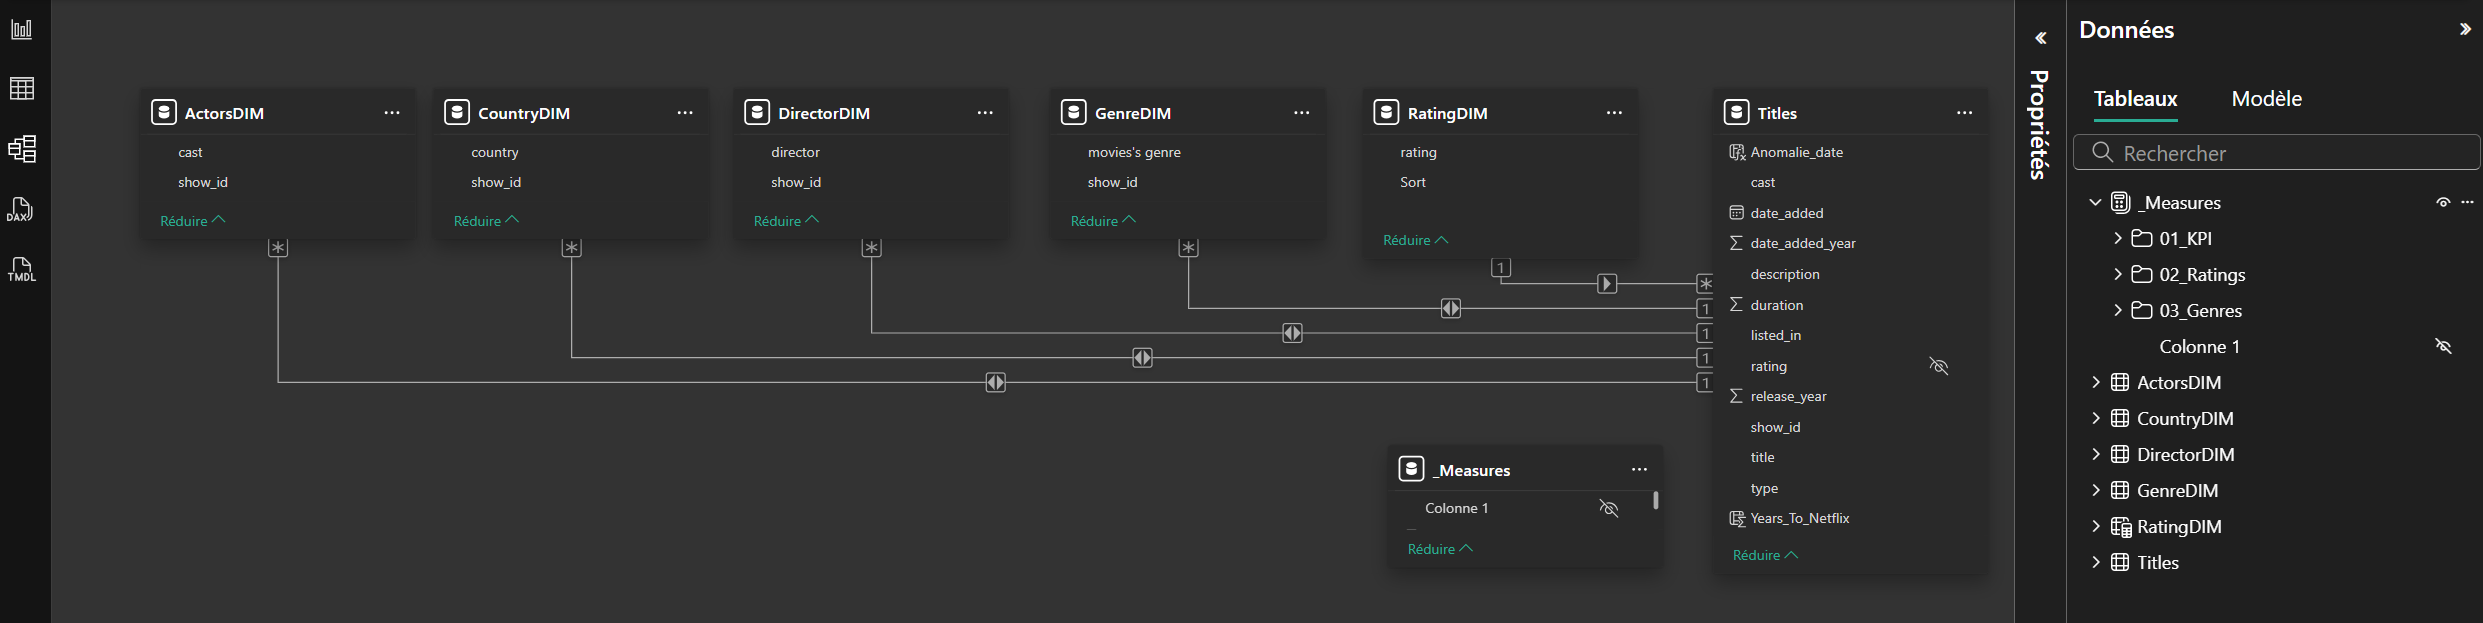 DAX
TMDL
ActorsDIM
cast
show_id
Réduire
CountryDIM
country
show_id
Réduire
DirectorDIM
director
show_id
Réduire
GenreDIM
movies's genre
show_id
Réduire
RatingDIM
rating
Sort
Réduire
Titles
Anomalie_date
cast
date_added
date_added_year
description
duration
listed_in
rating
release_year
show_id
title
type
Years_To_Netflix
Réduire
1
1
1
1
1
_Measures
Colonne 1
Réduire
Propriétés
Données
Tableaux Modèle
Rechercher
_Measures
01_KPI
02_Ratings
03_Genres
Colonne 1
ActorsDIM
CountryDIM
DirectorDIM
GenreDIM
RatingDIM
Titles